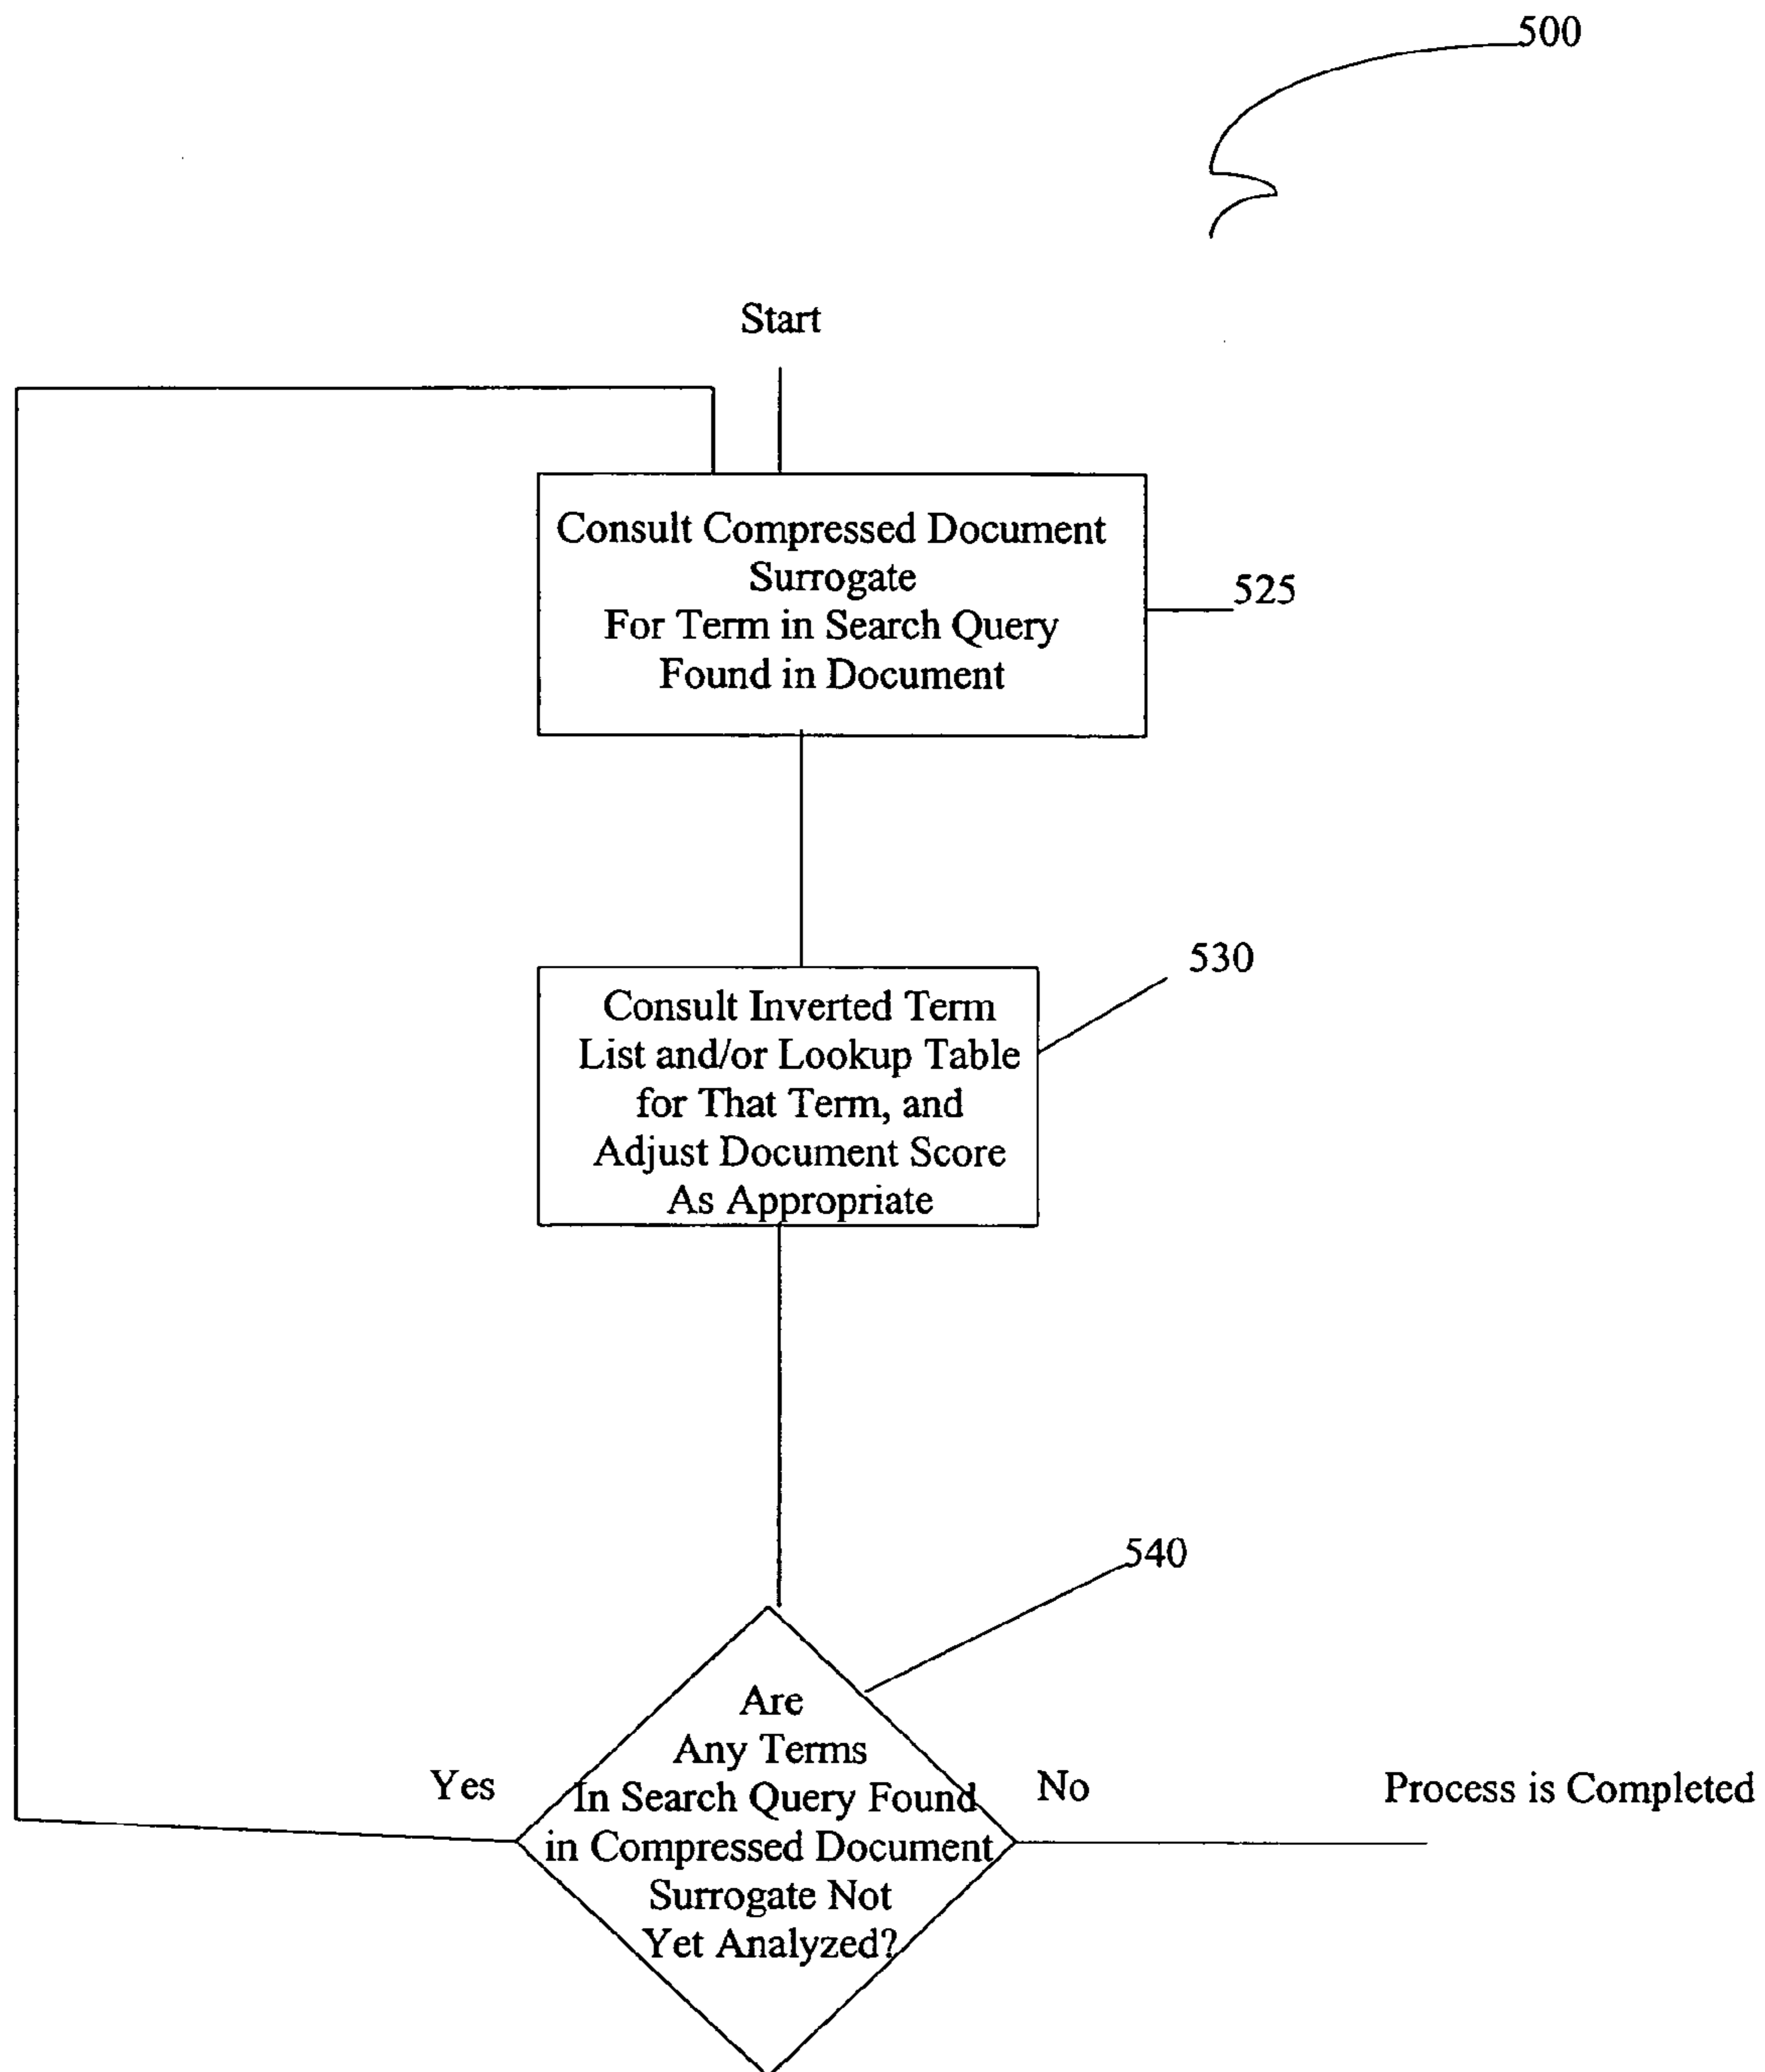 500
Start
Consult Compressed Document
Surrogate
For Term in Search Query
Found in Document
525
530
Consult Inverted Term
List and/or Lookup Table
for That Term, and
Adjust Document Score
As Appropriate
540
Are
Any Terms
In Search Query Found
in Compressed Document
Surrogate Not
Yet Analyzed?
Yes
No
Process is Completed